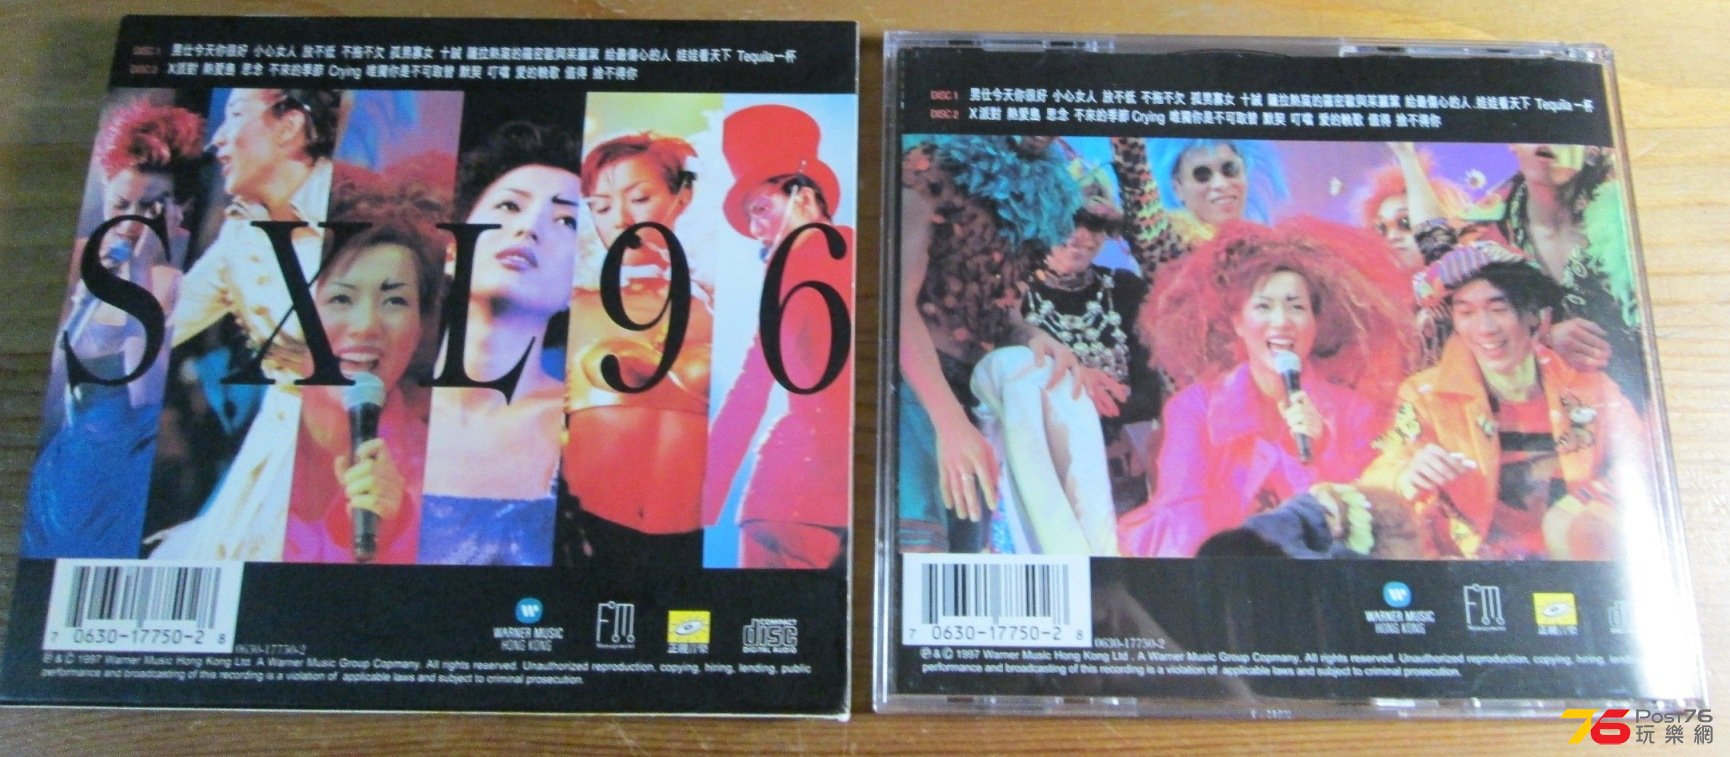 DISC 1 男仕今天你很好 小心女人 放不低 不拖不欠 孤男寡女 十誡 薩拉熱窩的羅密歐與茱麗葉 給最傷心的人 娃娃看天下 Tequila一杯
DISC 2 X派對 熱愛島 思念 不來的季節 Crying 唯獨你是不可取替 默契 叮噹 愛的輓歌 值得 捨不得你
SXL96
7 0630-17750-2 8
0630-17750-2
WARNER MUSIC
HONG KONG
COMPACT
disc
DIGITAL AUDIO
℗ & © 1997 Warner Music Hong Kong Ltd. A Warner Music Group Copmany. All rights reserved. Unauthorized reproduction, copying, hiring, lending, public
performance and broadcasting of this recording is a violation of applicable laws and subject to criminal prosecution.
DISC 1 男仕今天你很好 小心女人 放不低 不拖不欠 孤男寡女 十誡 薩拉熱窩的羅密歐與茱麗葉 給最傷心的人 娃娃看天下 Tequila一杯
DISC 2 X派對 熱愛島 思念 不來的季節 Crying 唯獨你是不可取替 默契 叮噹 愛的輓歌 值得 捨不得你
7 0630-17750-2 8
0630-17750-2
WARNER MUSIC
HONG KONG
℗ & © 1997 Warner Music Hong Kong Ltd. A Warner Music Group Copmany. All rights reserved. Unauthorized reproduction, copying, hiring,
performance and broadcasting of this recording is a violation of applicable laws and subject to criminal prosecution.
76 Post76
玩樂網